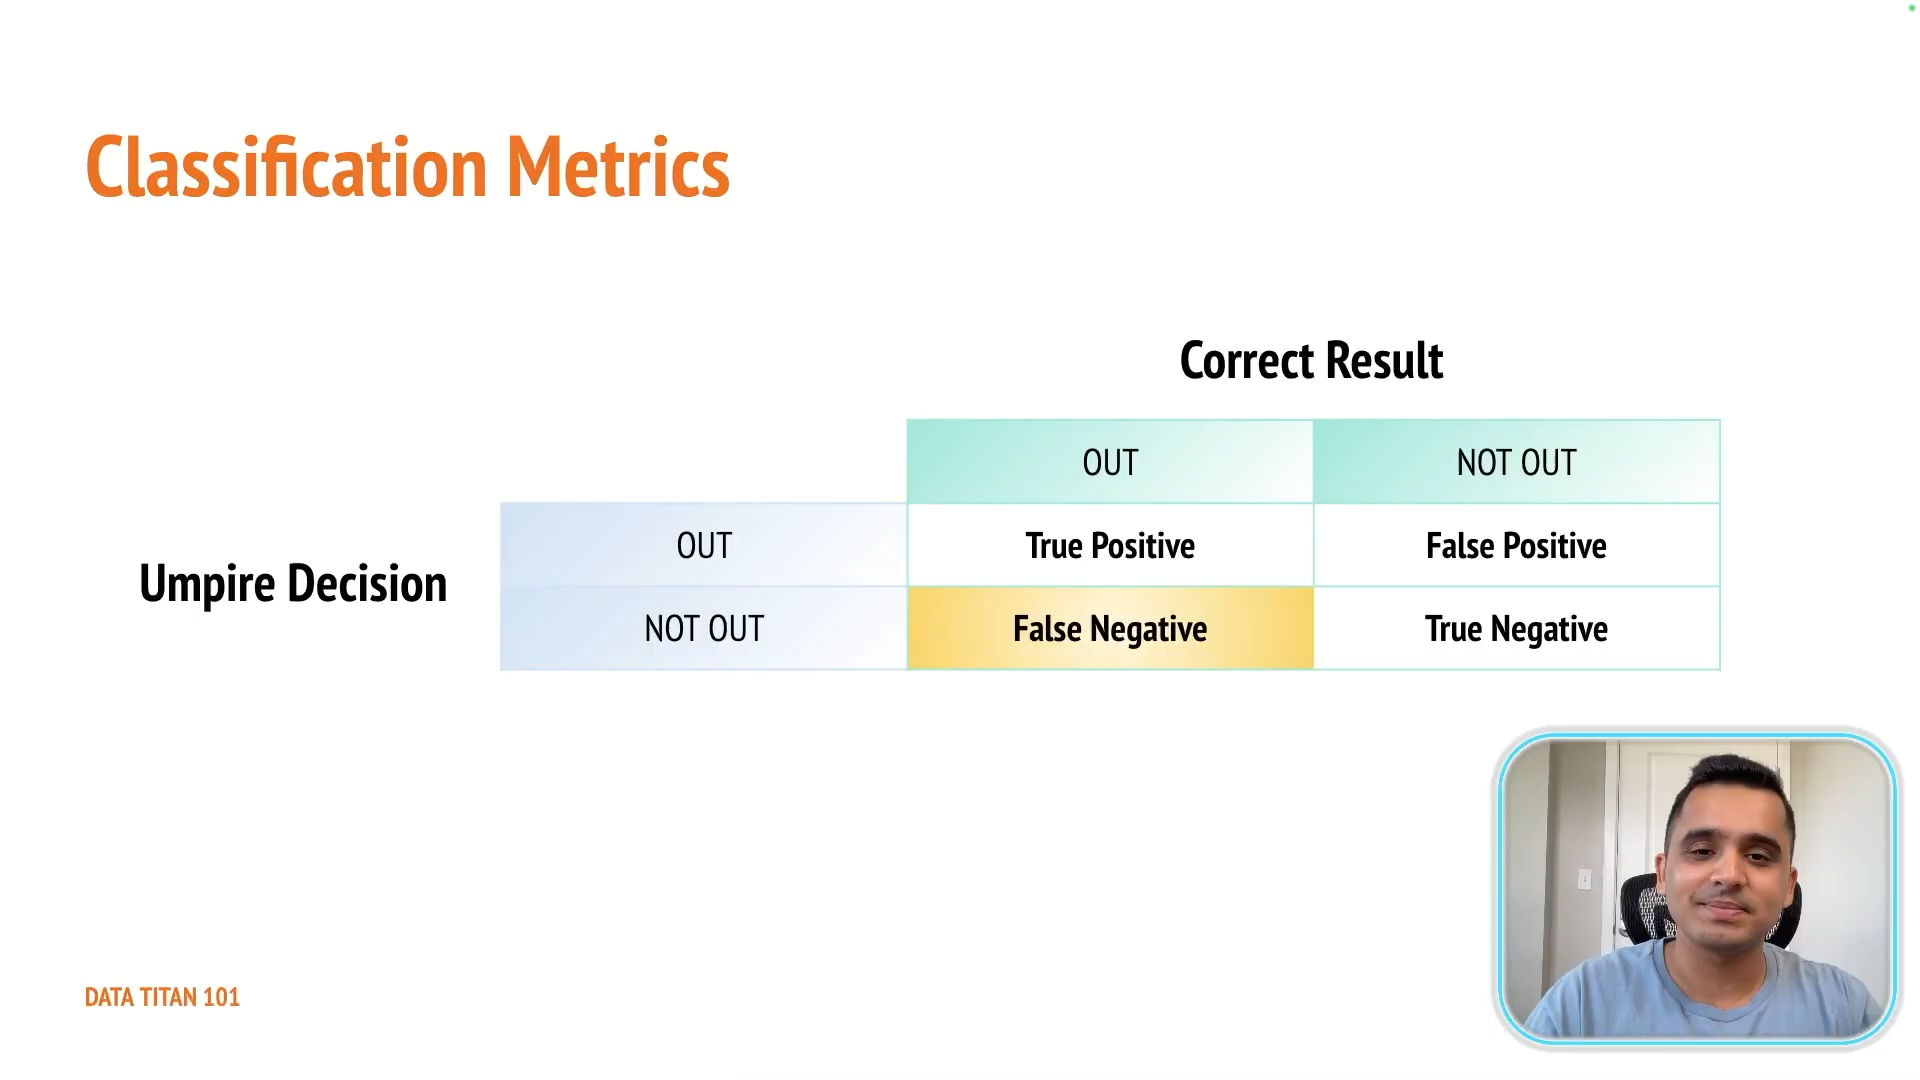 Classification Metrics
Correct Result
OUT NOT OUT
OUT True Positive False Positive
Umpire Decision
NOT OUT False Negative True Negative
DATA TITAN 101